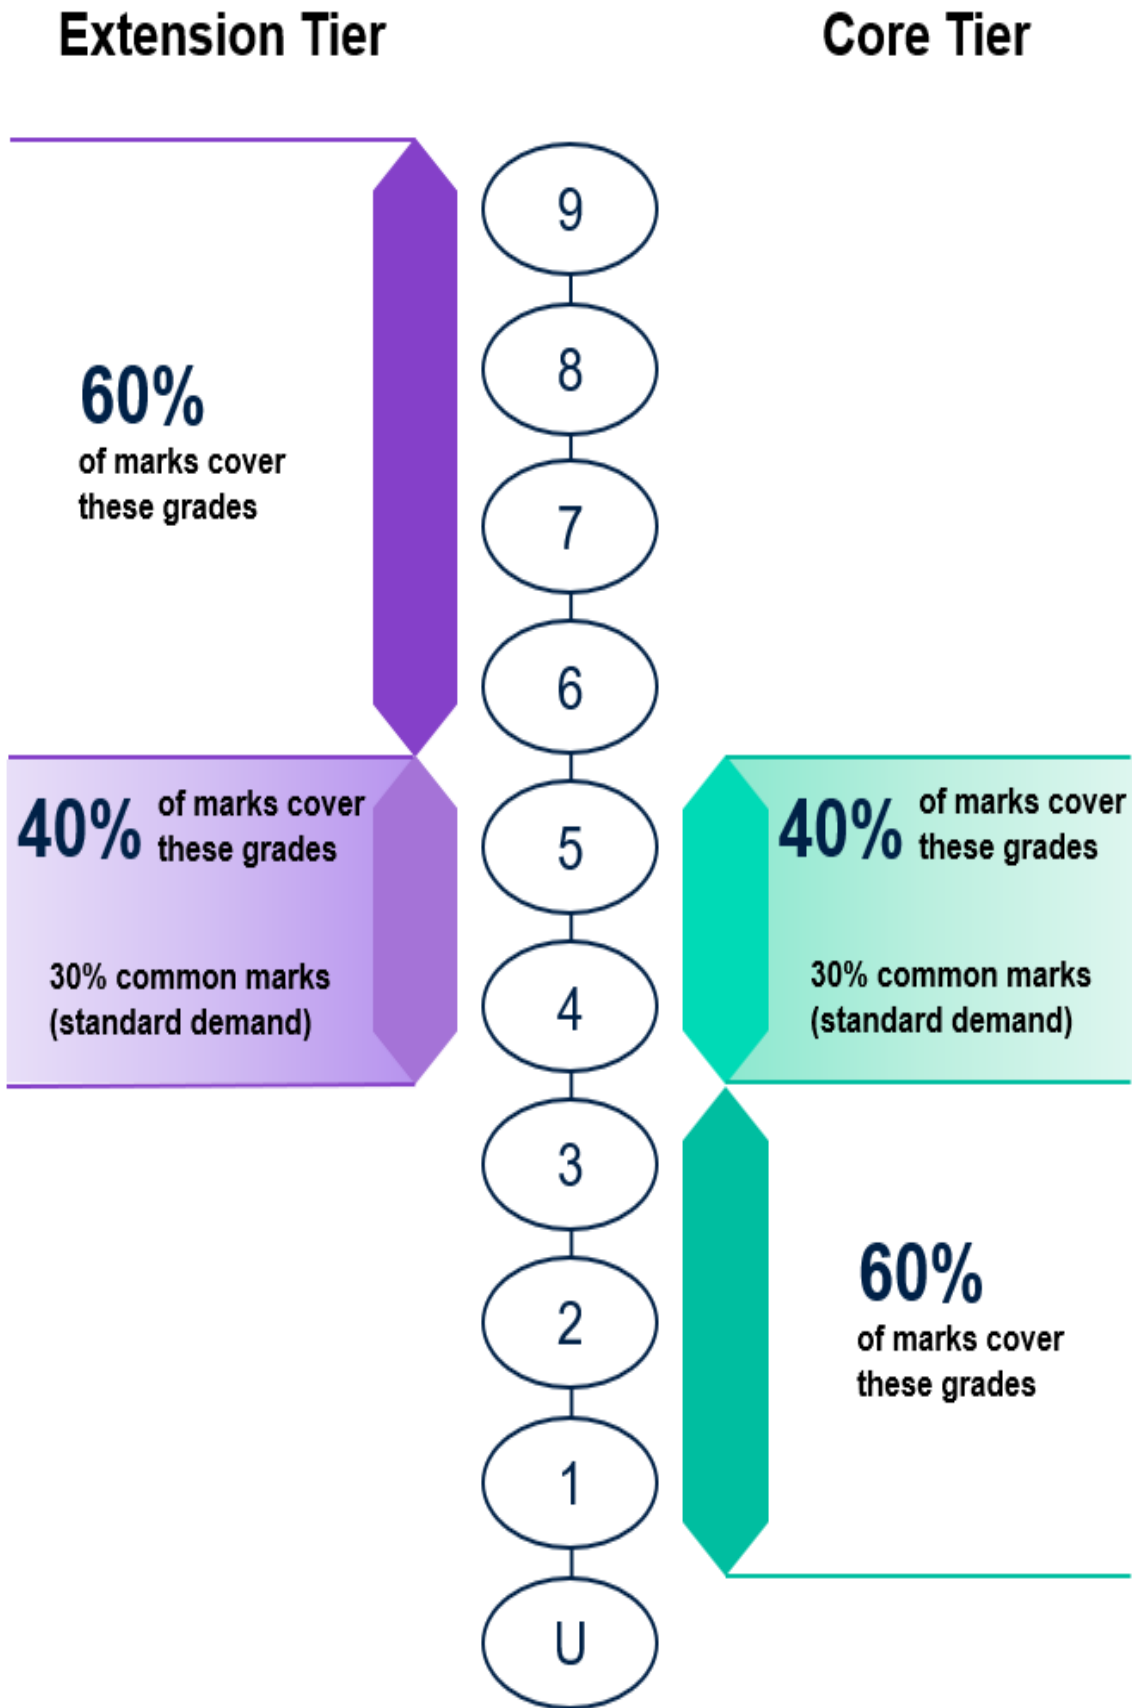 Extension Tier
Core Tier
9
8
60%
of marks cover
these grades
7
6
40%
of marks cover
these grades
30% common marks
(standard demand)
5
4
40%
of marks cover
these grades
30% common marks
(standard demand)
3
2
1
60%
of marks cover
these grades
U